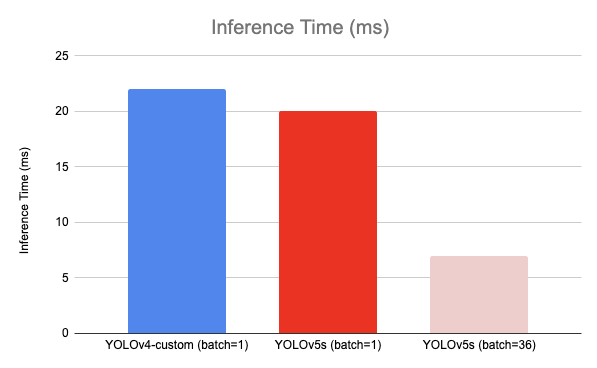 Inference Time (ms)
25
20
15
10
5
0
Inference Time (ms)
YOLOv4-custom (batch=1)
YOLOv5s (batch=1)
YOLOv5s (batch=36)